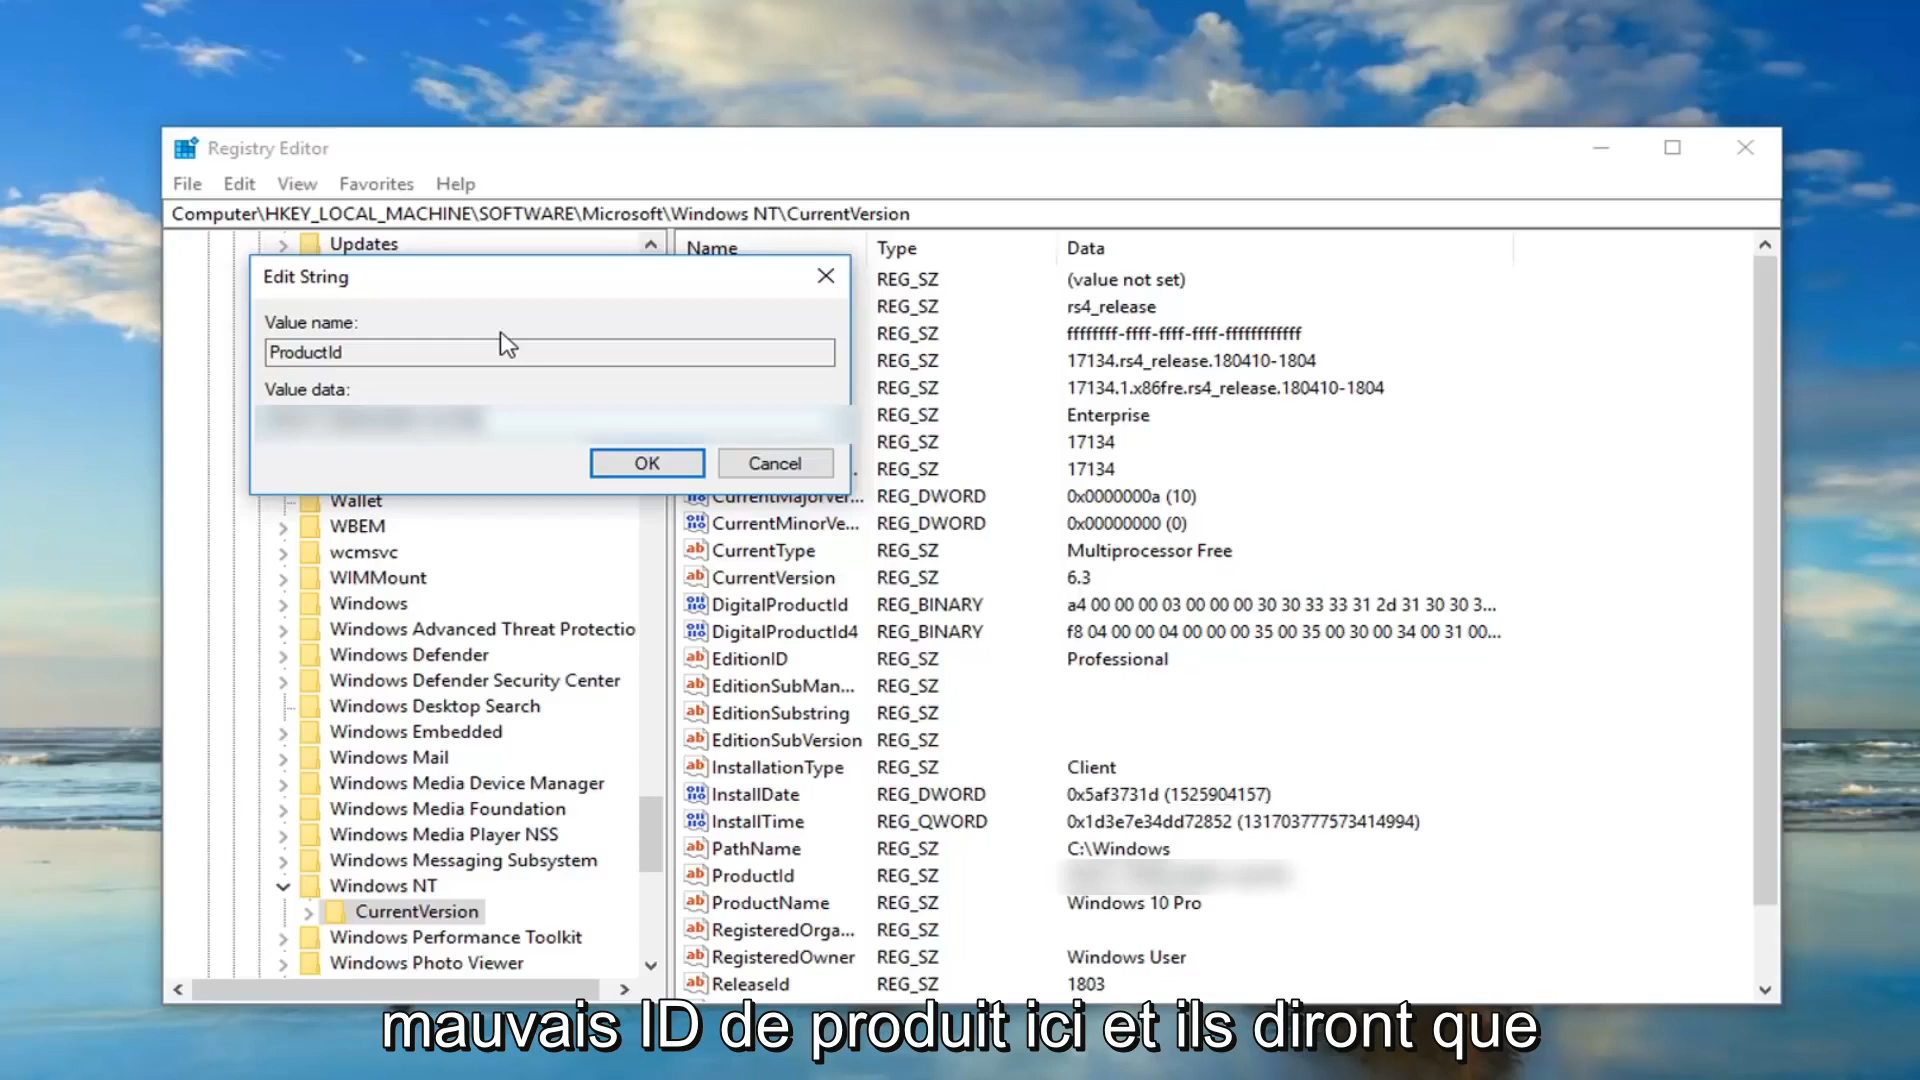 Registry Editor
File Edit View Favorites Help
Computer\HKEY_LOCAL_MACHINE\SOFTWARE\Microsoft\Windows NT\CurrentVersion
Updates
Edit String
Value name:
ProductId
Value data:
OK Cancel
Wallet
WBEM
wcmsvc
WIMMount
Windows
Windows Advanced Threat Protectio
Windows Defender
Windows Defender Security Center
Windows Desktop Search
Windows Embedded
Windows Mail
Windows Media Device Manager
Windows Media Foundation
Windows Media Player NSS
Windows Messaging Subsystem
Windows NT
CurrentVersion
Windows Performance Toolkit
Windows Photo Viewer
Name Type Data
REG_SZ (value not set)
REG_SZ rs4_release
REG_SZ ffffffff-ffff-ffff-ffff-ffffffffffff
REG_SZ 17134.rs4_release.180410-1804
REG_SZ 17134.1.x86fre.rs4_release.180410-1804
REG_SZ Enterprise
REG_SZ 17134
REG_SZ 17134
CurrentMajorVer... REG_DWORD 0x0000000a (10)
CurrentMinorVe... REG_DWORD 0x00000000 (0)
CurrentType REG_SZ Multiprocessor Free
CurrentVersion REG_SZ 6.3
DigitalProductId REG_BINARY a4 00 00 00 03 00 00 00 30 30 33 33 31 2d 31 30 30 3...
DigitalProductId4 REG_BINARY f8 04 00 00 04 00 00 00 35 00 35 00 30 00 34 00 31 00...
EditionID REG_SZ Professional
EditionSubMan... REG_SZ
EditionSubstring REG_SZ
EditionSubVersion REG_SZ
InstallationType REG_SZ Client
InstallDate REG_DWORD 0x5af3731d (1525904157)
InstallTime REG_QWORD 0x1d3e7e34dd72852 (131703777573414994)
PathName REG_SZ C:\Windows
ProductId REG_SZ
ProductName REG_SZ Windows 10 Pro
RegisteredOrga... REG_SZ
RegisteredOwner REG_SZ Windows User
ReleaseId REG_SZ 1803
mauvais ID de produit ici et ils diront que